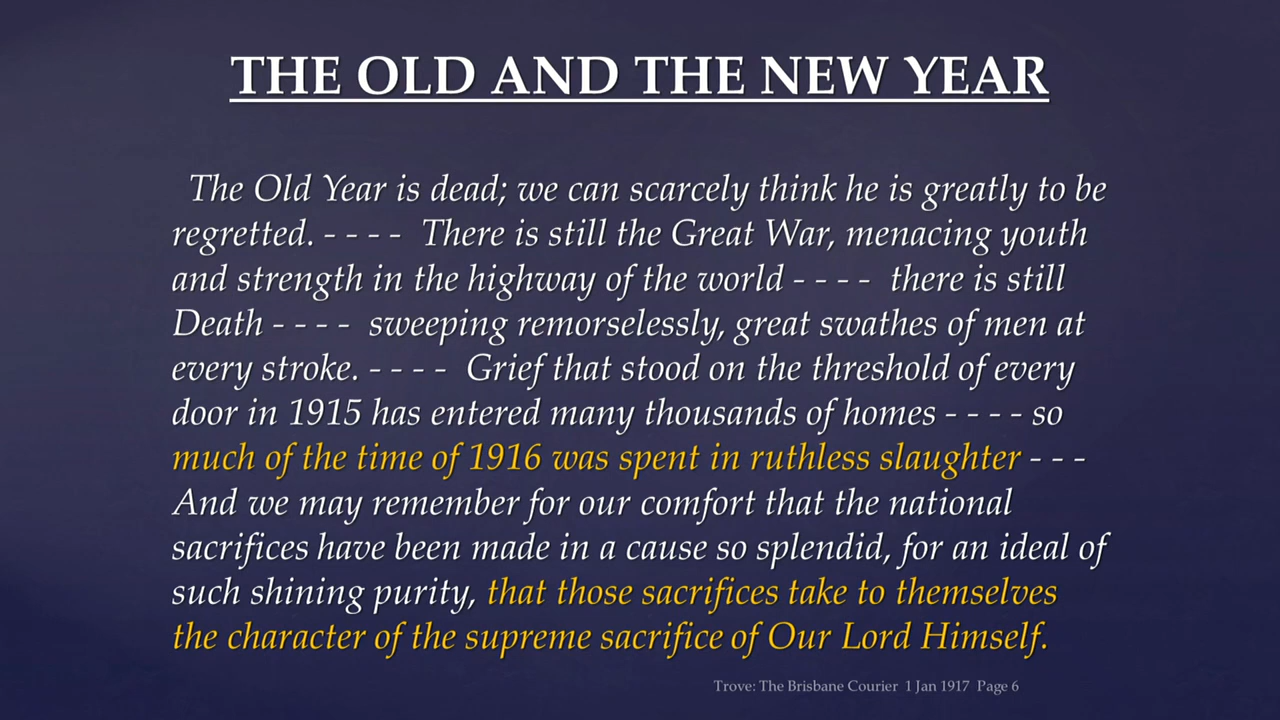 THE OLD AND THE NEW YEAR
The Old Year is dead; we can scarcely think he is greatly to be
regretted. - - - -  There is still the Great War, menacing youth
and strength in the highway of the world - - - -  there is still
Death - - - -  sweeping remorselessly, great swathes of men at
every stroke. - - - -  Grief that stood on the threshold of every
door in 1915 has entered many thousands of homes - - - - so
much of the time of 1916 was spent in ruthless slaughter - - -
And we may remember for our comfort that the national
sacrifices have been made in a cause so splendid, for an ideal of
such shining purity, that those sacrifices take to themselves
the character of the supreme sacrifice of Our Lord Himself.
Trove: The Brisbane Courier  1 Jan 1917  Page 6